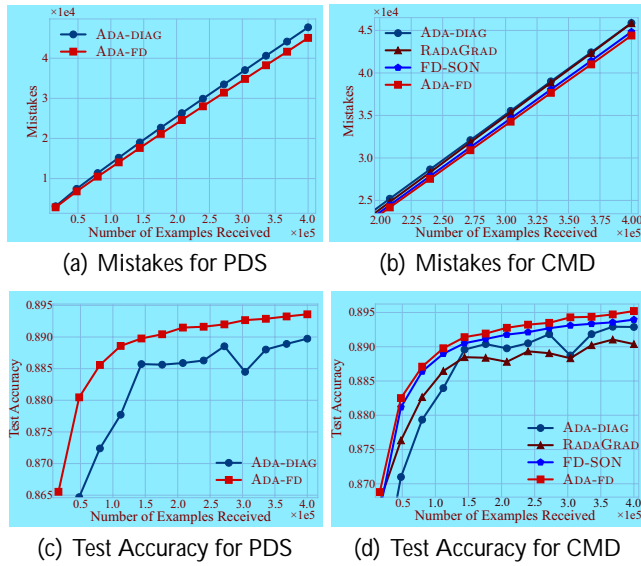 ×1e4
ADA-DIAG
ADA-FD
4
3
2
1
Mistakes
0.5 1.0 1.5 2.0 2.5 3.0 3.5 4.0
Number of Examples Received
×1e5
(a) Mistakes for PDS
×1e4
ADA-DIAG
RADAGRAD
FD-SON
ADA-FD
4.5
4.0
3.5
3.0
2.5
Mistakes
2.00 2.25 2.50 2.75 3.00 3.25 3.50 3.75 4.00
Number of Examples Received
×1e5
(b) Mistakes for CMD
0.895
0.890
0.885
0.880
0.875
0.870
0.865
Test Accuracy
ADA-DIAG
ADA-FD
0.5 1.0 1.5 2.0 2.5 3.0 3.5 4.0
Number of Examples Received
×1e5
(c) Test Accuracy for PDS
0.895
0.890
0.885
0.880
0.875
0.870
Test Accuracy
ADA-DIAG
RADAGRAD
FD-SON
ADA-FD
0.5 1.0 1.5 2.0 2.5 3.0 3.5 4.0
Number of Examples Received
×1e5
(d) Test Accuracy for CMD